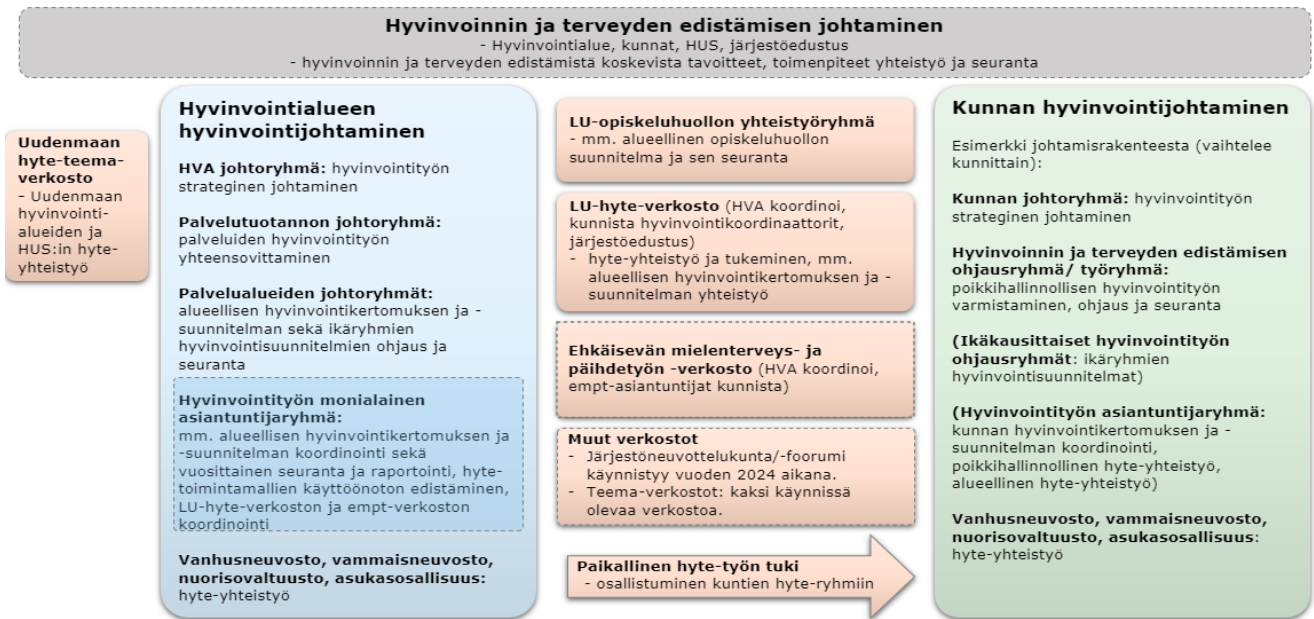 Hyvinvoinnin ja terveyden edistämisen johtaminen
- Hyvinvointialue, kunnat, HUS, järjestöedustus
- hyvinvoinnin ja terveyden edistämistä koskevista tavoitteet, toimenpiteet yhteistyö ja seuranta
Uudenmaan
hyte-teema-
verkosto
- Uudenmaan
hyvinvointi-
alueiden ja
HUS:in hyte-
yhteistyö
Hyvinvointialueen
hyvinvointijohtaminen
HVA johtoryhmä: hyvinvointityön
strateginen johtaminen
Palvelutuotannon johtoryhmä:
palveluiden hyvinvointityön
yhteensovittaminen
Palvelualueiden johtoryhmät:
alueellisen hyvinvointikertomuksen ja -
suunnitelman sekä ikäryhmien
hyvinvointisuunnitelmien ohjaus ja
seuranta
Hyvinvointityön monialainen
asiantuntijaryhmä:
mm. alueellisen hyvinvointikertomuksen ja
-suunnitelman koordinointi sekä
vuosittainen seuranta ja raportointi, hyte-
toimintamallien käyttöönoton edistäminen,
LU-hyte-verkoston ja empt-verkoston
koordinointi
Vanhusneuvosto, vammaisneuvosto,
nuorisovaltuusto, asukasosallisuus:
hyte-yhteistyö
LU-opiskeluhuollon yhteistyöryhmä
- mm. alueellinen opiskeluhuollon
suunnitelma ja sen seuranta
LU-hyte-verkosto (HVA koordinoi,
kunnista hyvinvointikoordinaattorit,
järjestöedustus)
- hyte-yhteistyö ja tukeminen, mm.
alueellisen hyvinvointikertomuksen ja -
suunnitelman yhteistyö
Ehkäisevän mielenterveys- ja
päihdetyön -verkosto (HVA koordinoi,
empt-asiantuntijat kunnista)
Muut verkostot
- Järjestöneuvottelukunta/-foorumi
käynnistyy vuoden 2024 aikana.
- Teema-verkostot: kaksi käynnissä
olevaa verkostoa.
Paikallinen hyte-työn tuki
- osallistuminen kuntien hyte-ryhmiin
Kunnan hyvinvointijohtaminen
Esimerkki johtamisrakenteesta (vaihtelee
kunnittain):
Kunnan johtoryhmä: hyvinvointityön
strateginen johtaminen
Hyvinvoinnin ja terveyden edistämisen
ohjausryhmä/ työryhmä:
poikkihallinnollisen hyvinvointityön
varmistaminen, ohjaus ja seuranta
(Ikäkausittaiset hyvinvointityön
ohjausryhmät: ikäryhmien
hyvinvointisuunnitelmat)
(Hyvinvointityön asiantuntijaryhmä:
kunnan hyvinvointikertomuksen ja -
suunnitelman koordinointi,
poikkihallinnollinen hyte-yhteistyö,
alueellinen hyte-yhteistyö)
Vanhusneuvosto, vammaisneuvosto,
nuorisovaltuusto, asukasosallisuus:
hyte-yhteistyö